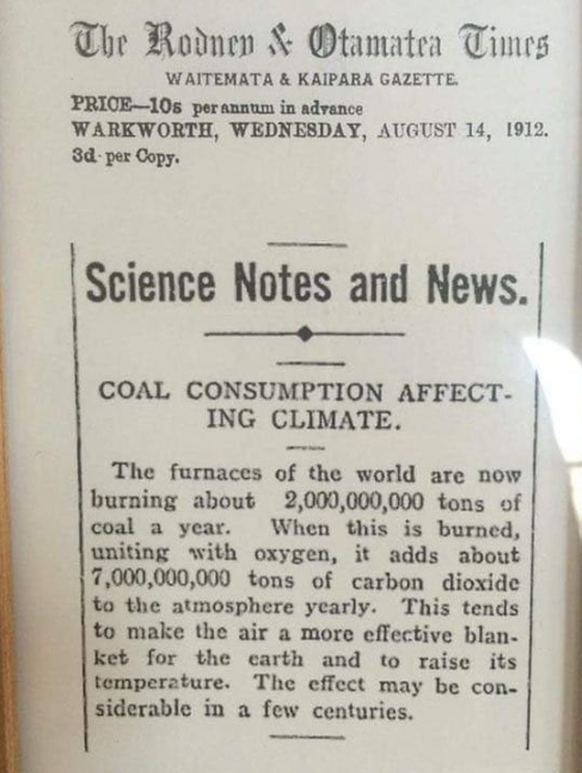 The Rodney & Otamatea Times
WAITEMATA & KAIPARA GAZETTE.
PRICE—10s per annum in advance
WARKWORTH, WEDNESDAY, AUGUST 14, 1912.
3d per Copy.
Science Notes and News.
COAL CONSUMPTION AFFECT-
ING CLIMATE.
The furnaces of the world are now
burning about 2,000,000,000 tons of
coal a year. When this is burned,
uniting with oxygen, it adds about
7,000,000,000 tons of carbon dioxide
to the atmosphere yearly. This tends
to make the air a more effective blan-
ket for the earth and to raise its
temperature. The effect may be con-
siderable in a few centuries.